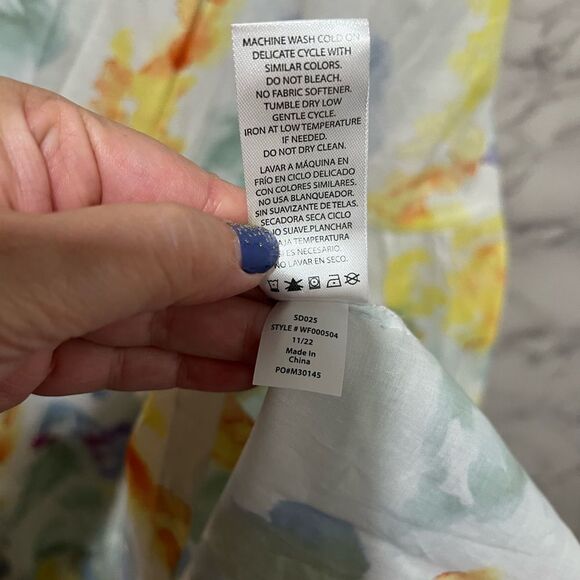 MACHINE WASH COLD ON
DELICATE CYCLE WITH
SIMILAR COLORS.
DO NOT BLEACH.
NO FABRIC SOFTENER.
TUMBLE DRY LOW
GENTLE CYCLE.
IRON AT LOW TEMPERATURE
IF NEEDED.
DO NOT DRY CLEAN.
LAVAR A MÁQUINA EN
FRÍO EN CICLO DELICADO
CON COLORES SIMILARES.
NO USA BLANQUEADOR.
SIN SUAVIZANTE DE TELAS.
SECADORA SECA CICLO
JO SUAVE.PLANCHAR
AJA TEMPERATURA
SI ES NECESARIO.
NO LAVAR EN SECO.
SD025
STYLE # WF000504
11/22
Made In
China
PO#M30145